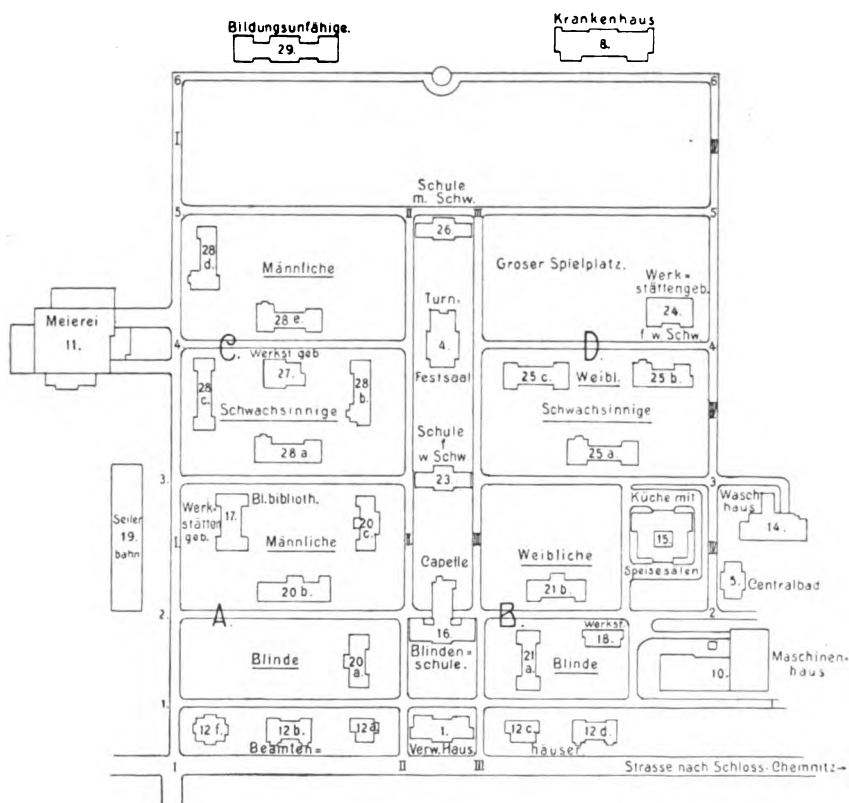 Bildungsunfähige.
29.
Krankenhaus
8.
6
6
I
Schule
m. Schw.
5
II
III
5
26.
28
d.
Männliche
Groser Spielplatz.
Werk=
stättengeb.
24.
f w. Schw
Turn-
4.
Festsaal
28 e.
Meierei
11.
4
C.
D.
4
Werkst geb
27.
28
c.
28
b.
25 c.
Weibl.
25 b.
Schwachsinnige
Schwachsinnige
28 a.
25 a.
Schule
f
w. Schw
23.
3.
3
Seiler
19.
bahn
Werk-
stätten
geb.
17.
Bl. biblioth.
20
c.
Männliche
20 b.
I.
Capelle
Weibliche
21 b.
Küche mit
15.
Speisesälen
Wasch
haus
14.
IV
5.
Centralbad
2.
A.
B.
2
16.
Blinden=
schule.
Blinde
20
a.
21
a.
Werkst.
18.
Blinde
10.
Maschinen-
haus
1.
I
12 f.
12 b.
12 a
1.
12 c.
12 d.
Beamten=
Verw. Haus.
häuser.
I
II
III
Strasse nach Schloss-Chemnitz→